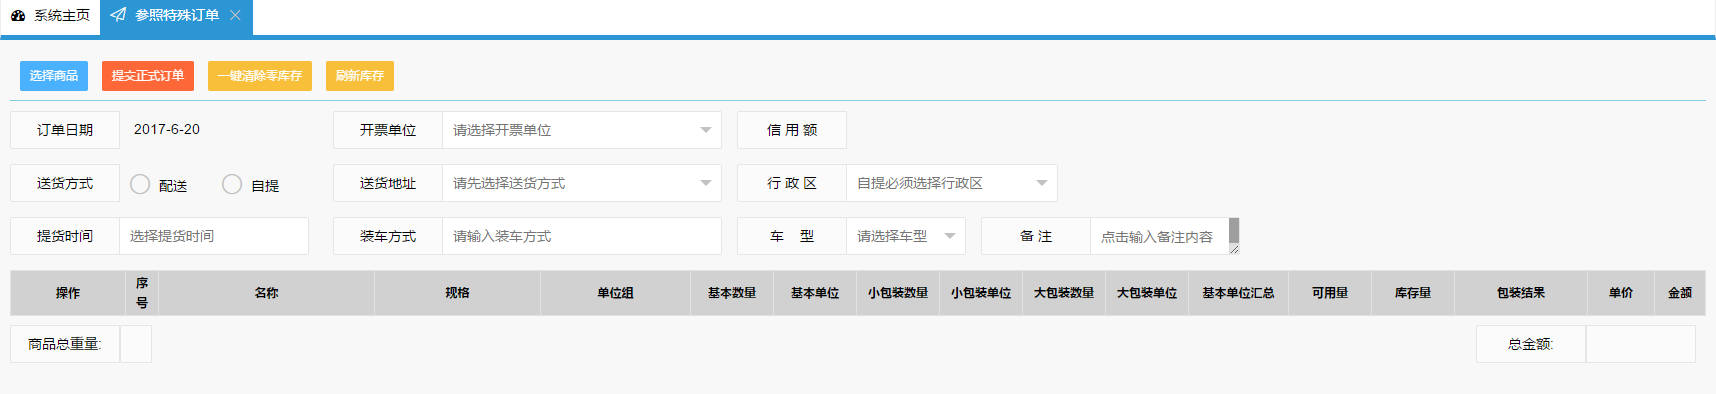 系统主页 参照特殊订单
选择商品 提交正式订单 一键清除零库存 刷新库存
订单日期 2017-6-20 开票单位 请选择开票单位 信 用 额
送货方式 配送 自提 送货地址 请先选择送货方式 行 政 区 自提必须选择行政区
提货时间 选择提货时间 装车方式 请输入装车方式 车 型 请选择车型 备 注 点击输入备注内容
操作 序号 名称 规格 单位组 基本数量 基本单位 小包装数量 小包装单位 大包装数量 大包装单位 基本单位汇总 可用量 库存量 包装结果 单价 金额
商品总重量: 总金额: